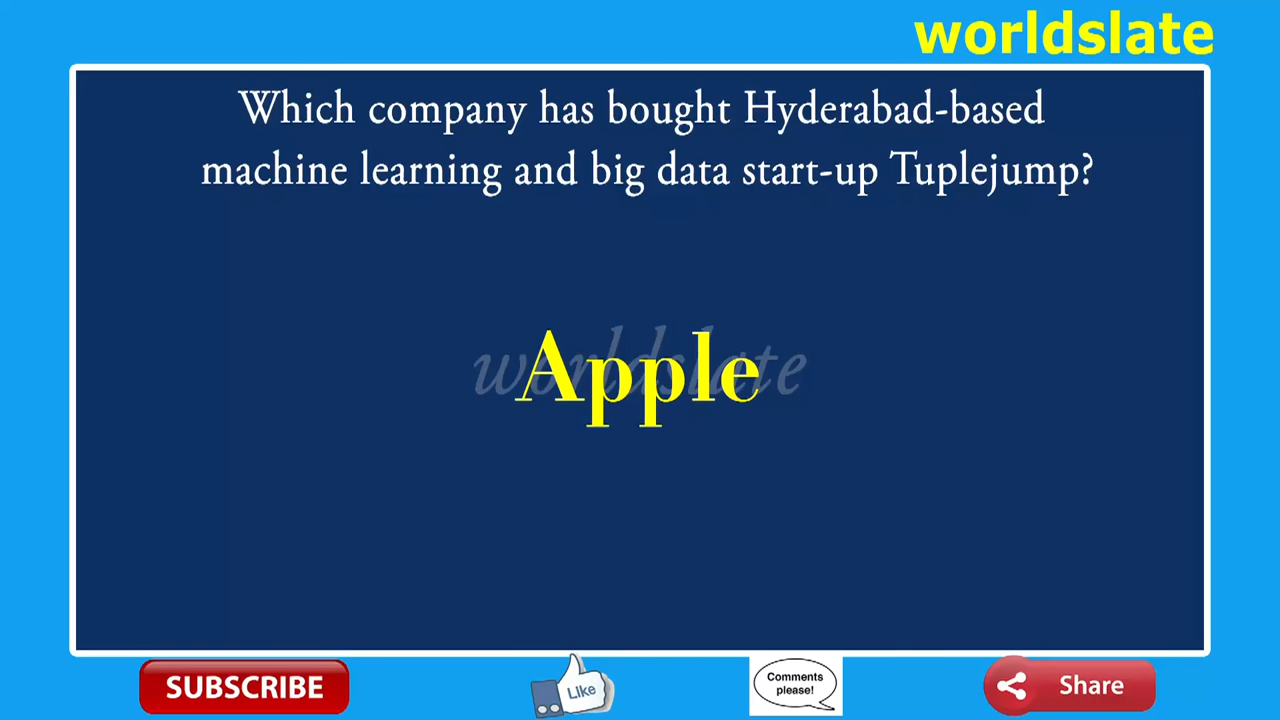 worldslate
Which company has bought Hyderabad-based
machine learning and big data start-up Tuplejump?
worldslate
Apple
SUBSCRIBE
Like
Comments
please!
Share